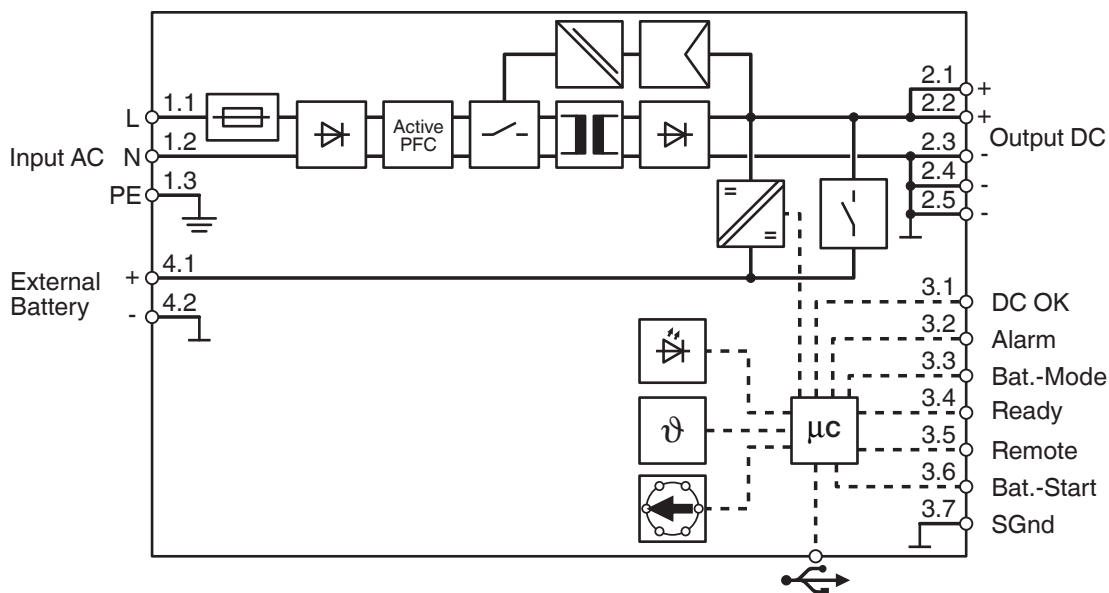 L 1.1
Input AC N 1.2
PE 1.3
External
Battery
+ 4.1
- 4.2
Active
PFC
= =
2.1 +
2.2 +
Output DC
2.3 -
2.4 -
2.5 -
3.1 DC OK
3.2 Alarm
3.3 Bat.-Mode
3.4 Ready
3.5 Remote
3.6 Bat.-Start
3.7 SGnd
ϑ
µc